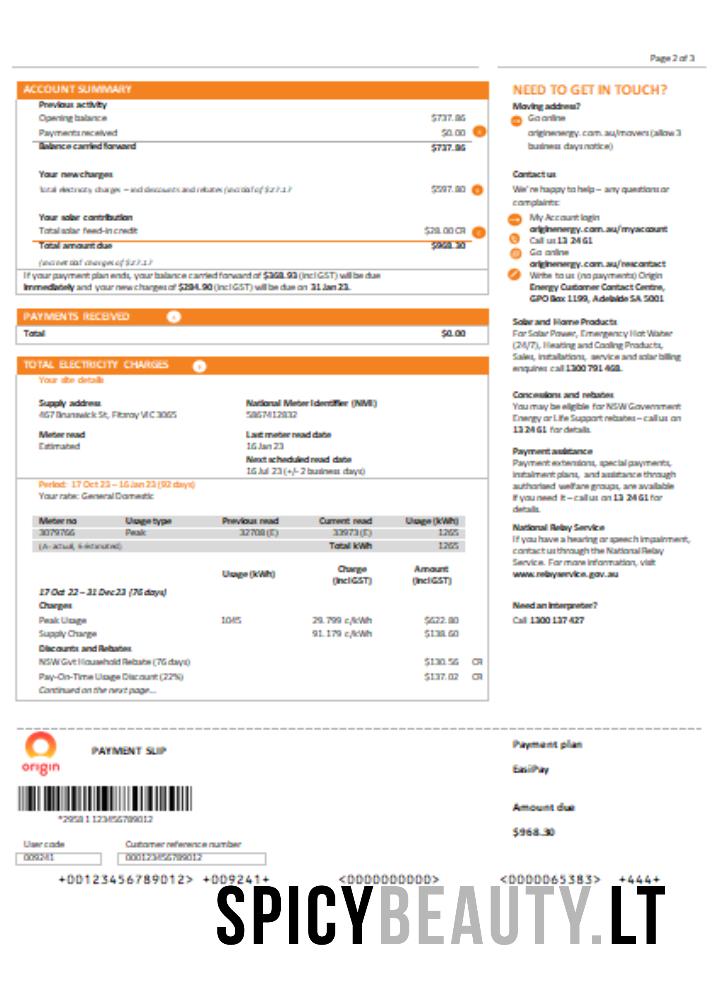 Page 2 of 3
ACCOUNT SUMMARY
Previous activity
Opening balance $737.86
Payments received $0.00
Balance carried forward $737.86
Your new charges
Total electricity charges – incl discounts and rebates (incl GST of $27.17 $597.80
Your solar contribution
Total solar feed-in credit $28.00 CR
Total amount due $968.30
charges of $27.17
If your payment plan ends, your balance carried forward of $368.93 (incl GST) will be due
immediately and your new charges of $284.90 (incl GST) will be due on 31 Jan 23.
PAYMENTS RECEIVED
Total $0.00
TOTAL ELECTRICITY CHARGES
Your site details
Supply address National Meter Identifier (NMI)
467 Brunswick St, Fitzroy VIC 3065 5867412832
Meter read Last meter read date
Estimated 16 Jan 23
Next scheduled read date
16 Jul 23 (+/- 2 business days)
Period: 17 Oct 23 – 16 Jan 23 (92 days)
Your rate: General Domestic
Meter no Usage type Previous read Current read Usage (kWh)
3079766 Peak 32708 (E) 33973 (E) 1265
(A- actual, E-estimated) Total kWh 1265
Usage (kWh) Charge Amount
(incl GST) (incl GST)
17 Oct 22 – 31 Dec 23 (76 days)
Charges
Peak Usage 1045 29.799 c/kWh $622.80
Supply Charge 91.179 c/kWh $138.60
Discounts and Rebates
NSW Gvt Household Rebate (76 days) $130.56 CR
Pay-On-Time Usage Discount (22%) $137.02 CR
Continued on the next page...
NEED TO GET IN TOUCH?
Moving address?
Go online
originenergy.com.au/movers (allow 3
business days notice)
Contact us
We're happy to help – any questions or
complaints:
My Account login
originenergy.com.au/myaccount
Call us 13 24 61
Go online
originenergy.com.au/rescontact
Write to us (no payments) Origin
Energy Customer Contact Centre,
GPO Box 1199, Adelaide SA 5001
Solar and Home Products
For Solar Power, Emergency Hot Water
(24/7), Heating and Cooling Products,
Sales, installations, service and solar billing
enquires call 1300 791 468.
Concessions and rebates
You may be eligible for NSW Government
Energy or Life Support rebates – call us on
13 24 61 for details.
Payment assistance
Payment extensions, special payments,
instalment plans, and assistance through
authorised welfare groups, are available
if you need it – call us on 13 24 61 for
details.
National Relay Service
If you have a hearing or speech impairment,
contact us through the National Relay
Service. For more information, visit
www.relayservice.gov.au
Need an interpreter?
Call 1300 137 427
origin
PAYMENT SLIP
*2958 1 123456789012
User code Customer reference number
009241 000123456789012
Payment plan
EasiPay
Amount due
$968.30
+00123456789012> +009241+ <0000000000> <0000065383> +444+
SPICYBEAUTY.LT